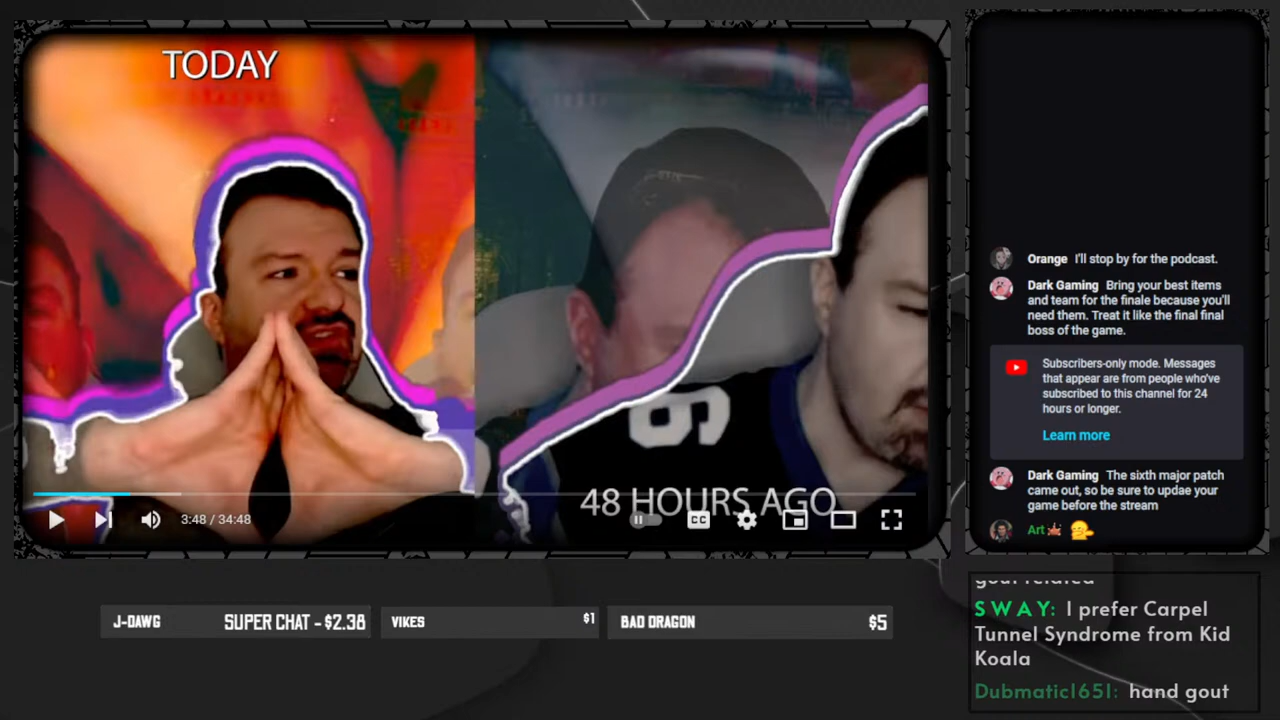 TODAY
48 HOURS AGO
3:48 / 34:48
CC
Orange I'll stop by for the podcast.
Dark Gaming Bring your best items
and team for the finale because you'll
need them. Treat it like the final final
boss of the game.
Subscribers-only mode. Messages
that appear are from people who've
subscribed to this channel for 24
hours or longer.
Learn more
Dark Gaming The sixth major patch
came out, so be sure to updae your
game before the stream
Art
J-DAWG SUPER CHAT - $2.38
VIKES $1
BAD DRAGON $5
gout related
S W A Y: I prefer Carpel
Tunnel Syndrome from Kid
Koala
Dubmatic1651: hand gout